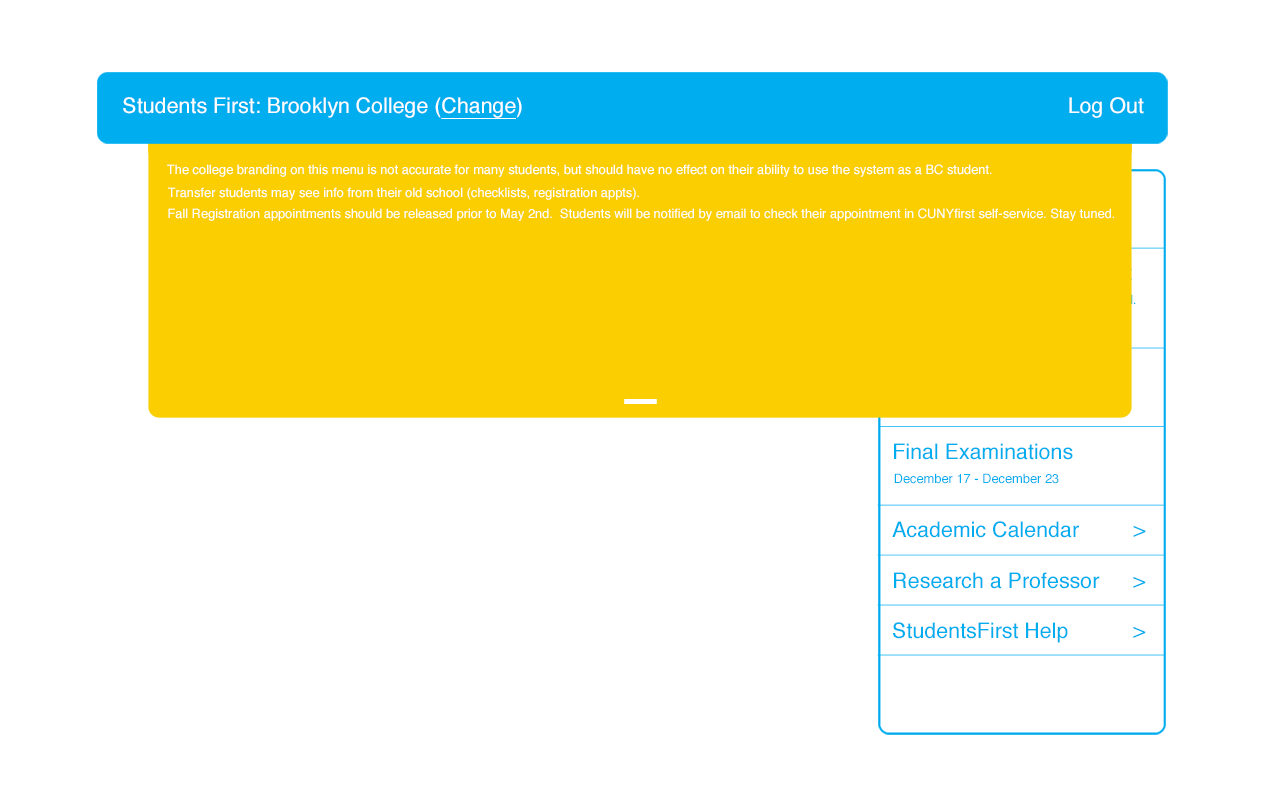 Students First: Brooklyn College (Change)
Log Out
The college branding on this menu is not accurate for many students, but should have no effect on their ability to use the system as a BC student.
Transfer students may see info from their old school (checklists, registration appts).
Fall Registration appointments should be released prior to May 2nd.  Students will be notified by email to check their appointment in CUNYfirst self-service. Stay tuned.
Final Examinations
December 17 - December 23
Academic Calendar >
Research a Professor >
StudentsFirst Help >